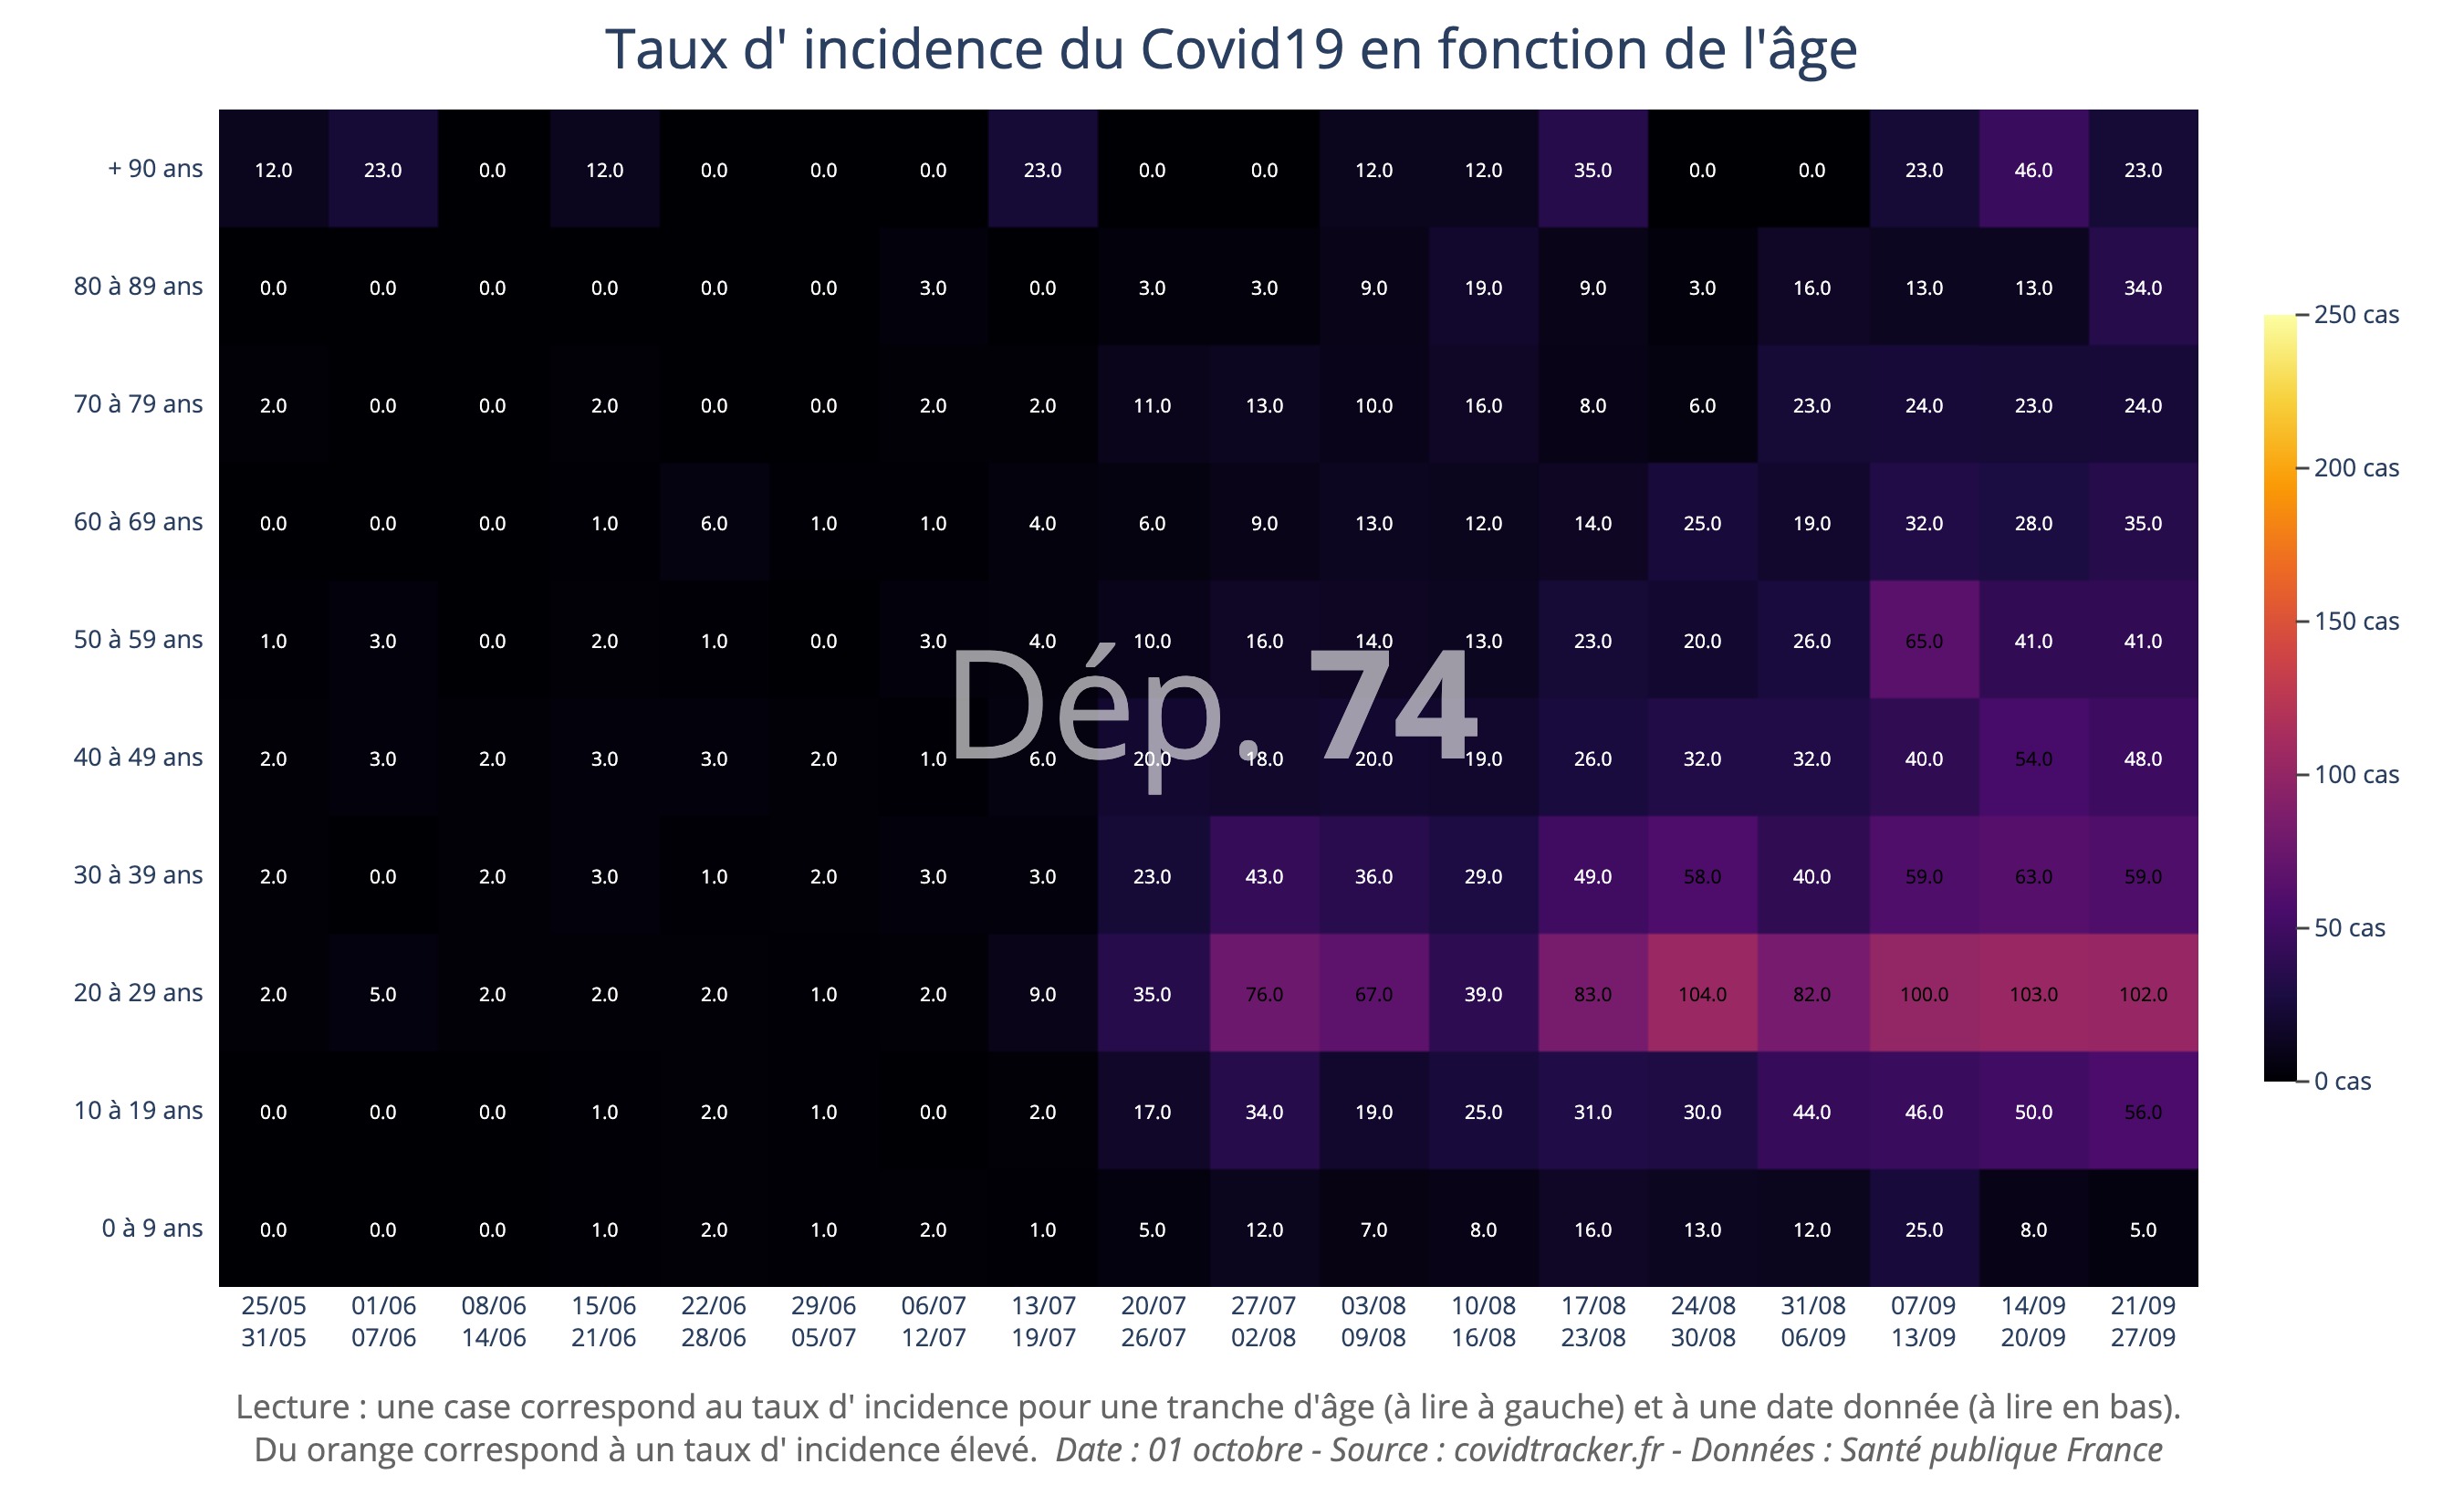 Taux d' incidence du Covid19 en fonction de l'âge
+ 90 ans 12.0 23.0 0.0 12.0 0.0 0.0 0.0 23.0 0.0 0.0 12.0 12.0 35.0 0.0 0.0 23.0 46.0 23.0
80 à 89 ans 0.0 0.0 0.0 0.0 0.0 0.0 3.0 0.0 3.0 3.0 9.0 19.0 9.0 3.0 16.0 13.0 13.0 34.0
250 cas
70 à 79 ans 2.0 0.0 0.0 2.0 0.0 0.0 2.0 2.0 11.0 13.0 10.0 16.0 8.0 6.0 23.0 24.0 23.0 24.0
200 cas
60 à 69 ans 0.0 0.0 0.0 1.0 6.0 1.0 1.0 4.0 6.0 9.0 13.0 12.0 14.0 25.0 19.0 32.0 28.0 35.0
150 cas
50 à 59 ans 1.0 3.0 0.0 2.0 1.0 0.0 3.0 4.0 10.0 16.0 14.0 13.0 23.0 20.0 26.0 65.0 41.0 41.0
Dép. 74
40 à 49 ans 2.0 3.0 2.0 3.0 3.0 2.0 1.0 6.0 20.0 18.0 20.0 19.0 26.0 32.0 32.0 40.0 54.0 48.0
100 cas
30 à 39 ans 2.0 0.0 2.0 3.0 1.0 2.0 3.0 3.0 23.0 43.0 36.0 29.0 49.0 58.0 40.0 59.0 63.0 59.0
50 cas
20 à 29 ans 2.0 5.0 2.0 2.0 2.0 1.0 2.0 9.0 35.0 76.0 67.0 39.0 83.0 104.0 82.0 100.0 103.0 102.0
0 cas
10 à 19 ans 0.0 0.0 0.0 1.0 2.0 1.0 0.0 2.0 17.0 34.0 19.0 25.0 31.0 30.0 44.0 46.0 50.0 56.0
0 à 9 ans 0.0 0.0 0.0 1.0 2.0 1.0 2.0 1.0 5.0 12.0 7.0 8.0 16.0 13.0 12.0 25.0 8.0 5.0
25/05 01/06 08/06 15/06 22/06 29/06 06/07 13/07 20/07 27/07 03/08 10/08 17/08 24/08 31/08 07/09 14/09 21/09
31/05 07/06 14/06 21/06 28/06 05/07 12/07 19/07 26/07 02/08 09/08 16/08 23/08 30/08 06/09 13/09 20/09 27/09
Lecture : une case correspond au taux d' incidence pour une tranche d'âge (à lire à gauche) et à une date donnée (à lire en bas).
Du orange correspond à un taux d' incidence élevé. Date : 01 octobre - Source : covidtracker.fr - Données : Santé publique France